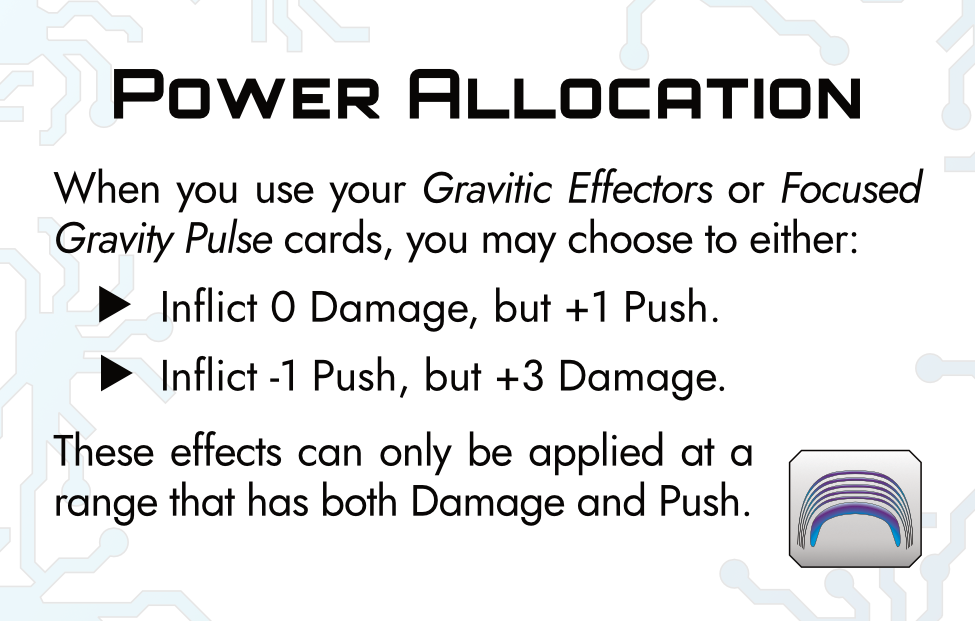 POWER ALLOCATION
When you use your Gravitic Effectors or Focused
Gravity Pulse cards, you may choose to either:
▶ Inflict 0 Damage, but +1 Push.
▶ Inflict -1 Push, but +3 Damage.
These effects can only be applied at a
range that has both Damage and Push.